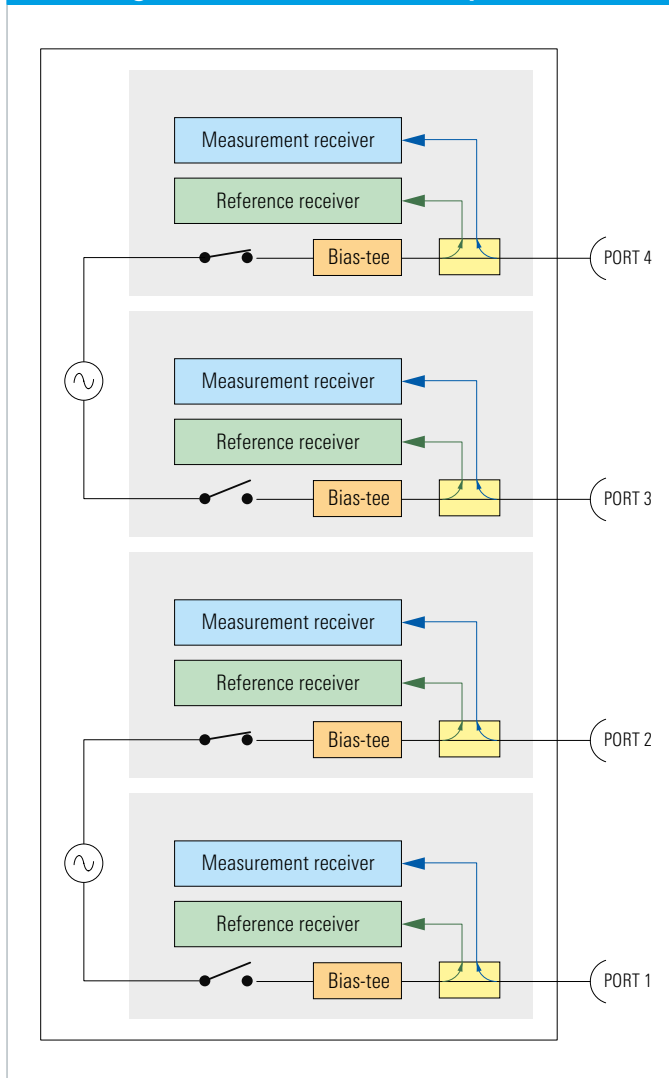 Measurement receiver
Reference receiver
Bias-tee
PORT 4
Measurement receiver
Reference receiver
Bias-tee
PORT 3
Measurement receiver
Reference receiver
Bias-tee
PORT 2
Measurement receiver
Reference receiver
Bias-tee
PORT 1